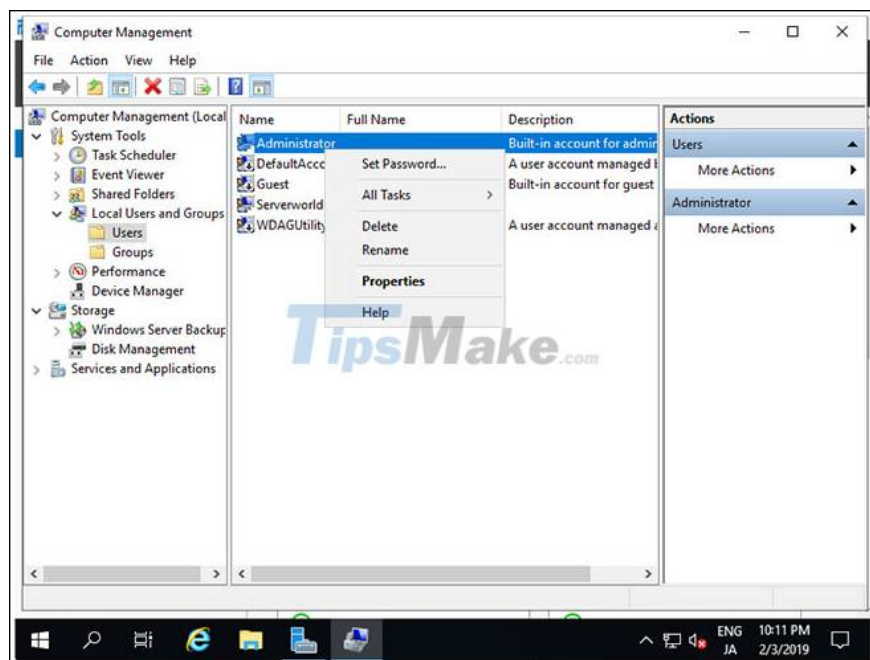 Computer Management
File Action View Help
Computer Management (Local
System Tools
Task Scheduler
Event Viewer
Shared Folders
Local Users and Groups
Users
Groups
Performance
Device Manager
Storage
Windows Server Backup
Disk Management
Services and Applications
Name Full Name Description
Administrator Built-in account for admin
DefaultAcco A user account managed
Guest Built-in account for guest
Serverworld
WDAGUtility A user account managed
Set Password...
All Tasks
Delete
Rename
Properties
Help
Actions
Users
More Actions
Administrator
More Actions
TipsMake.com
ENG 10:11 PM
JA 2/3/2019